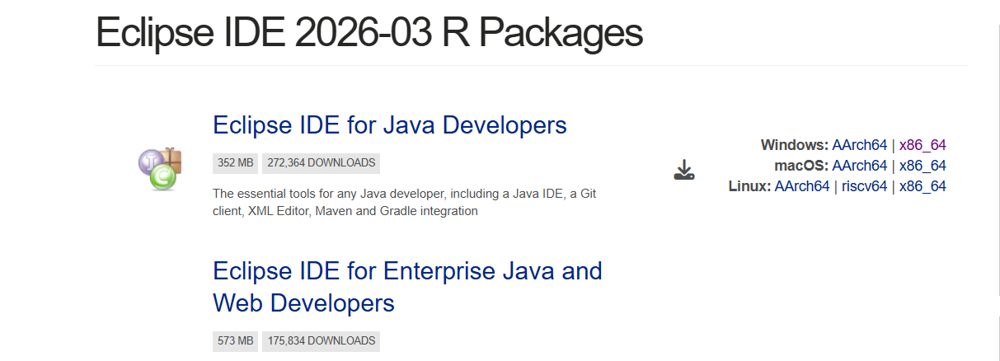 Eclipse IDE 2026-03 R Packages
Eclipse IDE for Java Developers
352 MB 272,364 DOWNLOADS
The essential tools for any Java developer, including a Java IDE, a Git
client, XML Editor, Maven and Gradle integration
Windows: AArch64 | x86_64
macOS: AArch64 | x86_64
Linux: AArch64 | riscv64 | x86_64
Eclipse IDE for Enterprise Java and
Web Developers
573 MB 175,834 DOWNLOADS